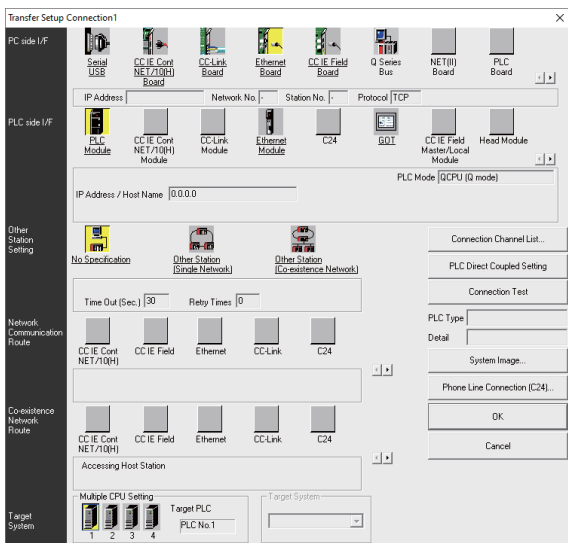 Transfer Setup Connection1
PC side I/F
Serial USB
CC IE Cont NET/10(H) Board
CC-Link Board
Ethernet Board
CC IE Field Board
Q Series Bus
NET(II) Board
PLC Board
IP Address
Network No. -
Station No. -
Protocol TCP
PLC side I/F
PLC Module
CC IE Cont NET/10(H) Module
CC-Link Module
Ethernet Module
C24
GOT
CC IE Field Master/Local Module
Head Module
PLC Mode QCPU (Q mode)
IP Address / Host Name 0.0.0.0
Other Station Setting
No Specification
Other Station (Single Network)
Other Station (Co-existence Network)
Time Out (Sec.) 30
Retry Times 0
Connection Channel List...
PLC Direct Coupled Setting
Connection Test
PLC Type
Detail
System Image...
Phone Line Connection (C24)...
OK
Cancel
Network Communication Route
CC IE Cont NET/10(H)
CC IE Field
Ethernet
CC-Link
C24
Co-existence Network Route
CC IE Cont NET/10(H)
CC IE Field
Ethernet
CC-Link
C24
Accessing Host Station
Target System
Multiple CPU Setting
1 2 3 4
Target PLC
PLC No.1
Target System